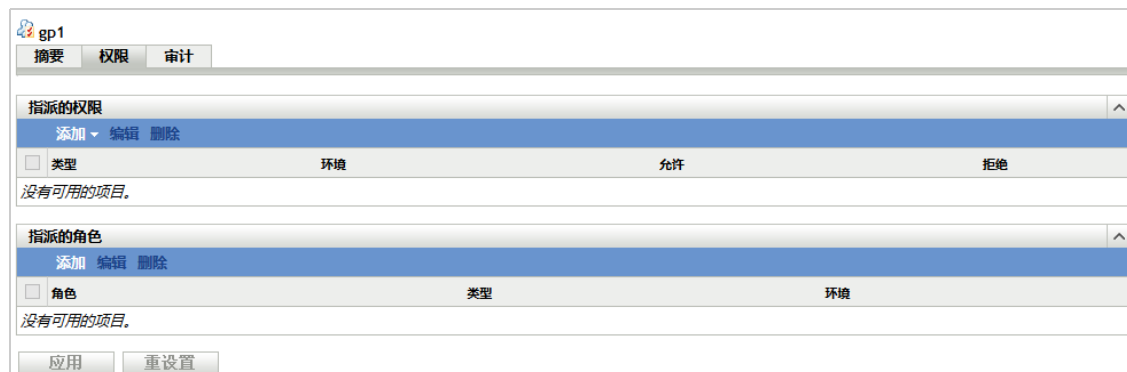 gp1
摘要 权限 审计
指派的权限
添加 编辑 删除
类型 环境 允许 拒绝
没有可用的项目。
指派的角色
添加 编辑 删除
角色 类型 环境
没有可用的项目。
应用 重设置